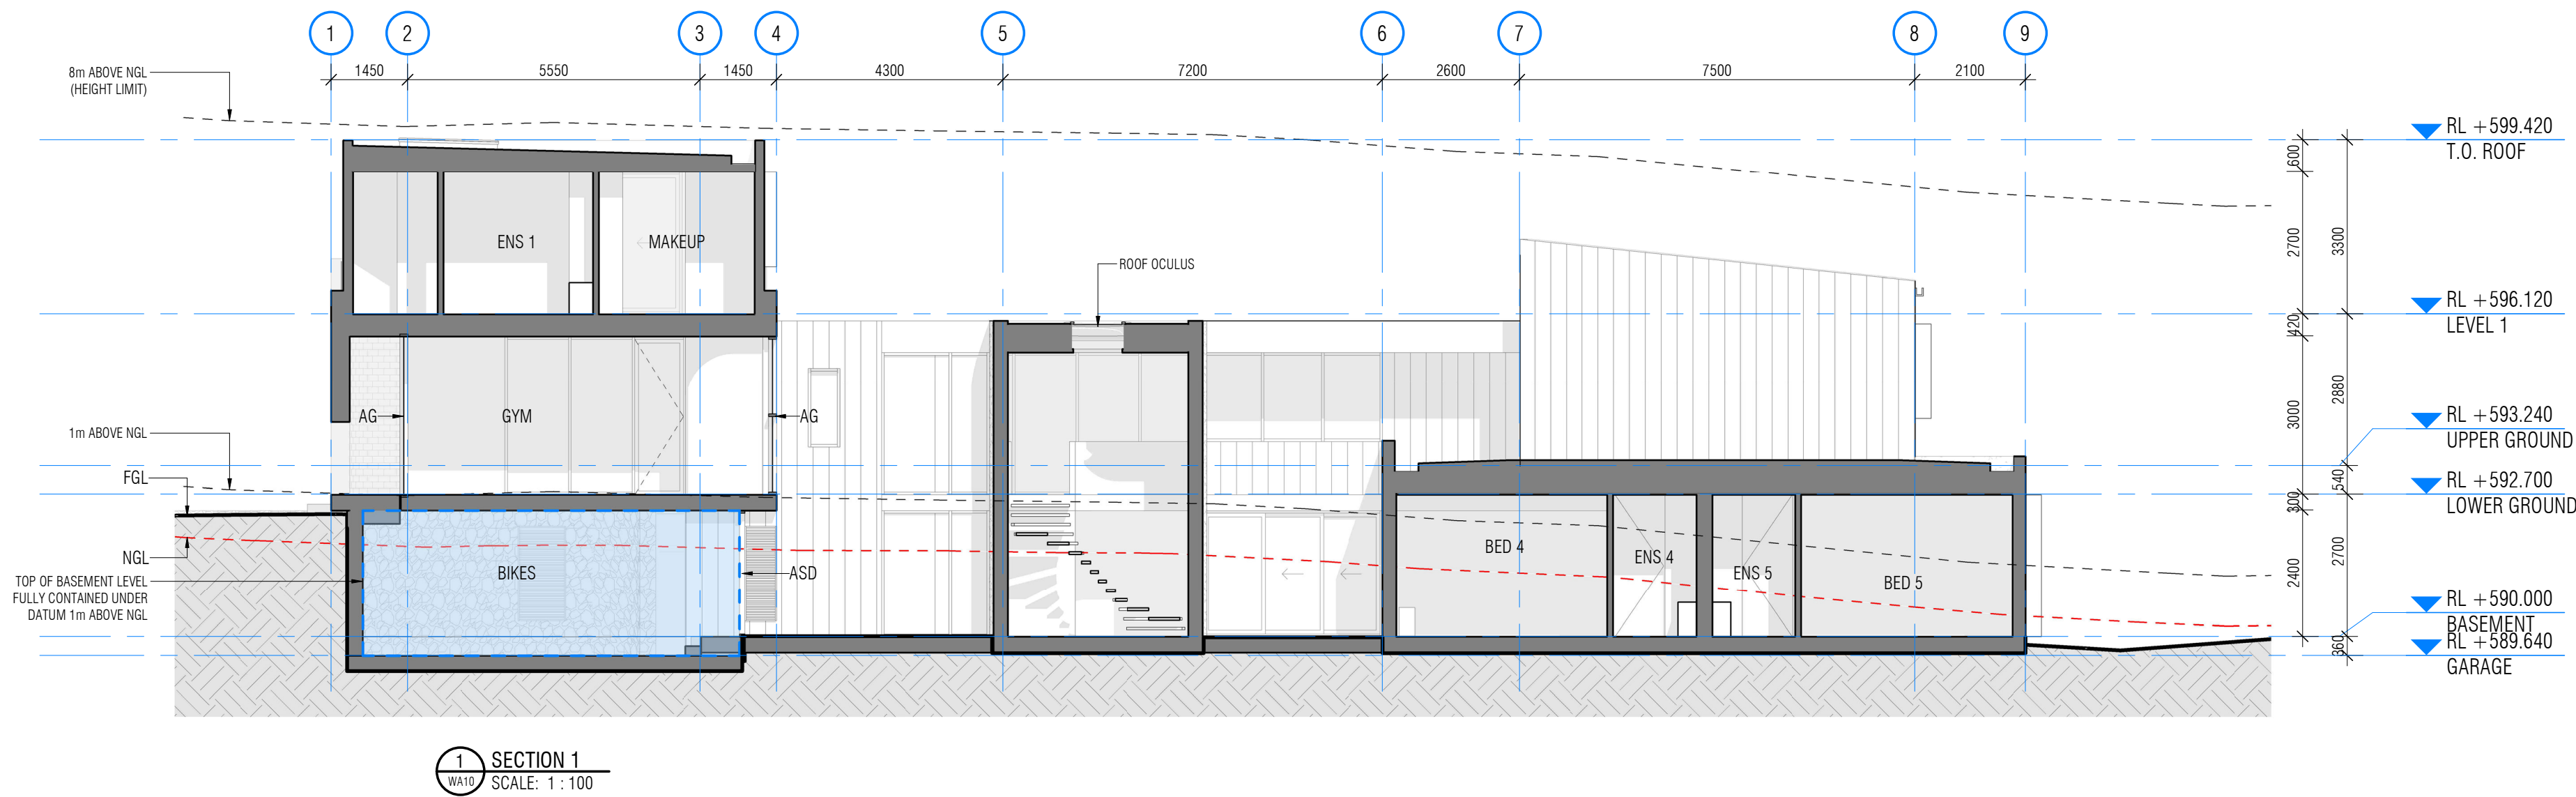 1 2 3 4 5 6 7 8 9
1450 5550 1450 4300 7200 2600 7500 2100
8m ABOVE NGL
(HEIGHT LIMIT)
RL +599.420
T.O. ROOF
600
2700
3300
ENS 1
MAKEUP
ROOF OCULUS
RL +596.120
LEVEL 1
420
2880
3000
AG
GYM
AG
1m ABOVE NGL
RL +593.240
UPPER GROUND
FGL
540
RL +592.700
LOWER GROUND
300
2700
2400
NGL
BIKES
ASD
BED 4
ENS 4
ENS 5
BED 5
TOP OF BASEMENT LEVEL
FULLY CONTAINED UNDER
DATUM 1m ABOVE NGL
RL +590.000
BASEMENT
360
RL +589.640
GARAGE
1
WA10
SECTION 1
SCALE: 1 : 100